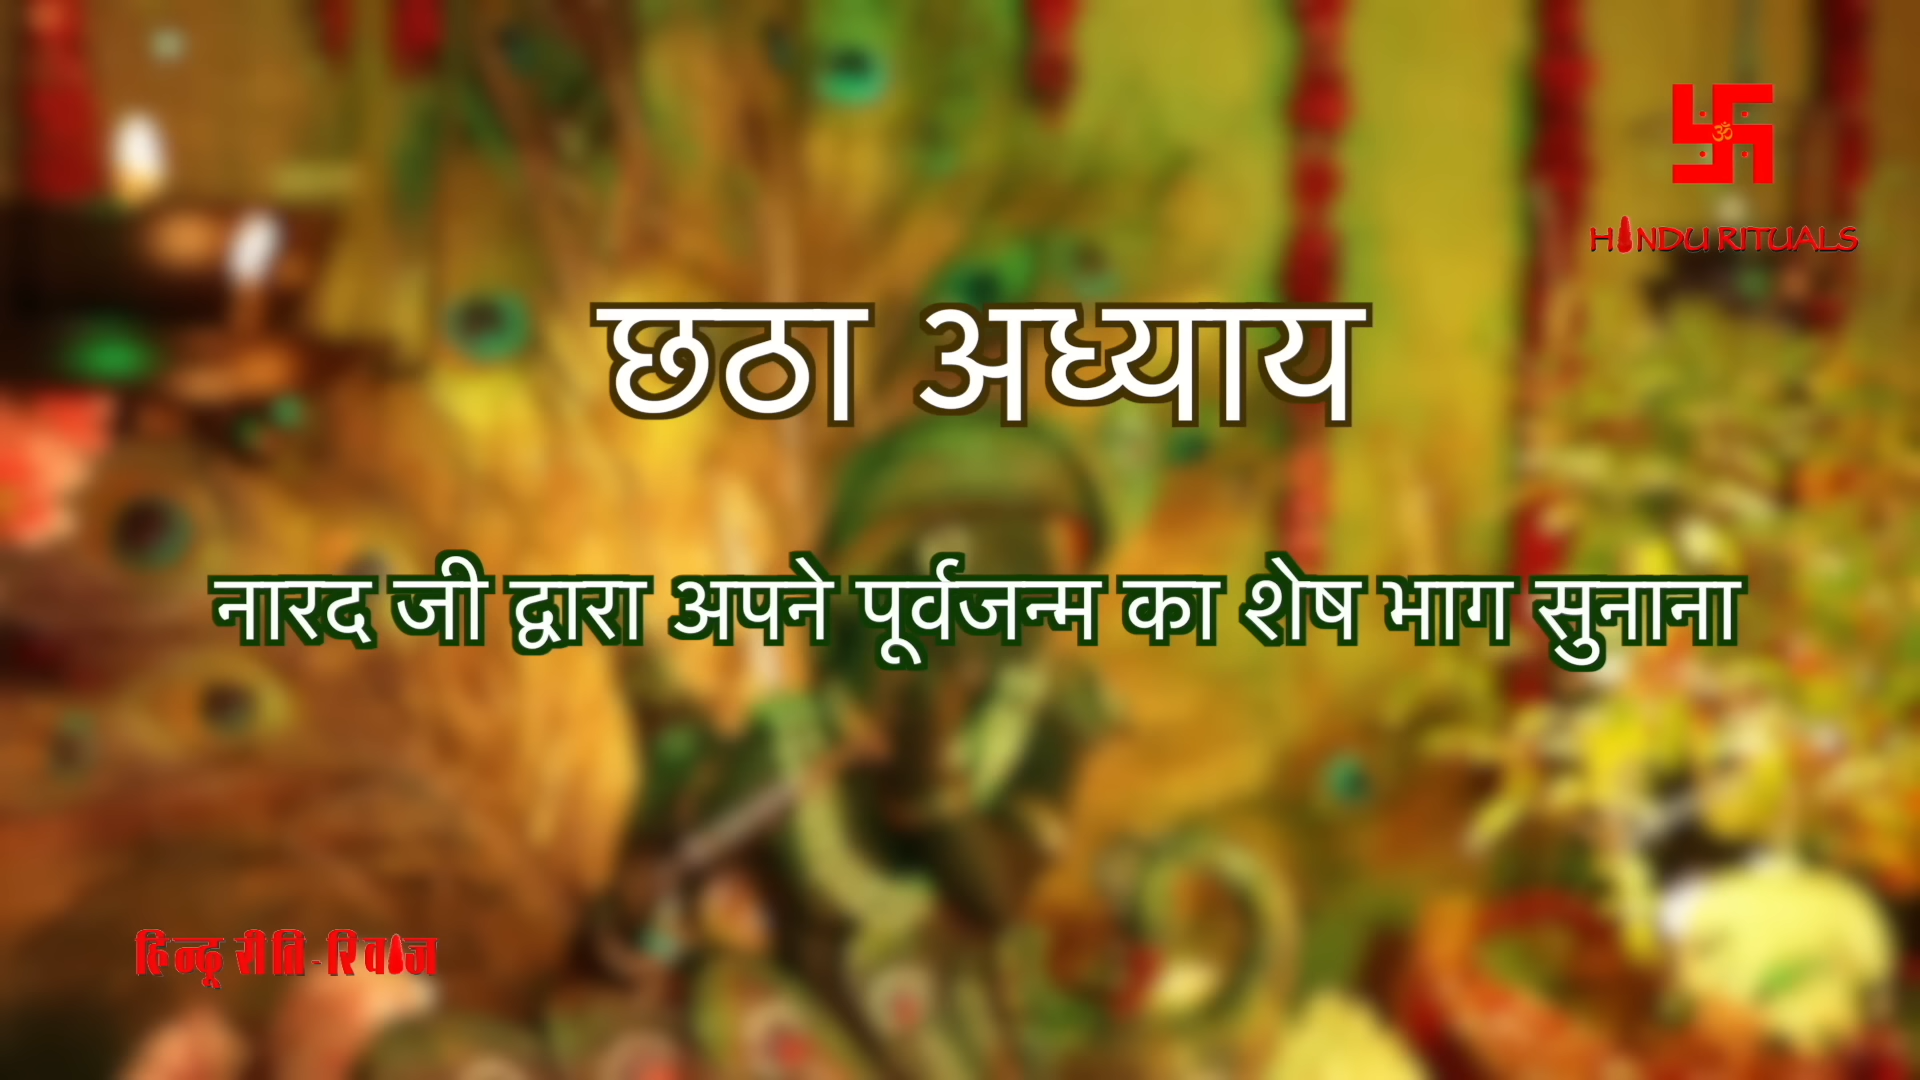 ॐ
HINDU RITUALS
छठा अध्याय
नारद जी द्वारा अपने पूर्वजन्म का शेष भाग सुनाना
हिन्दू रीति-रिवाज